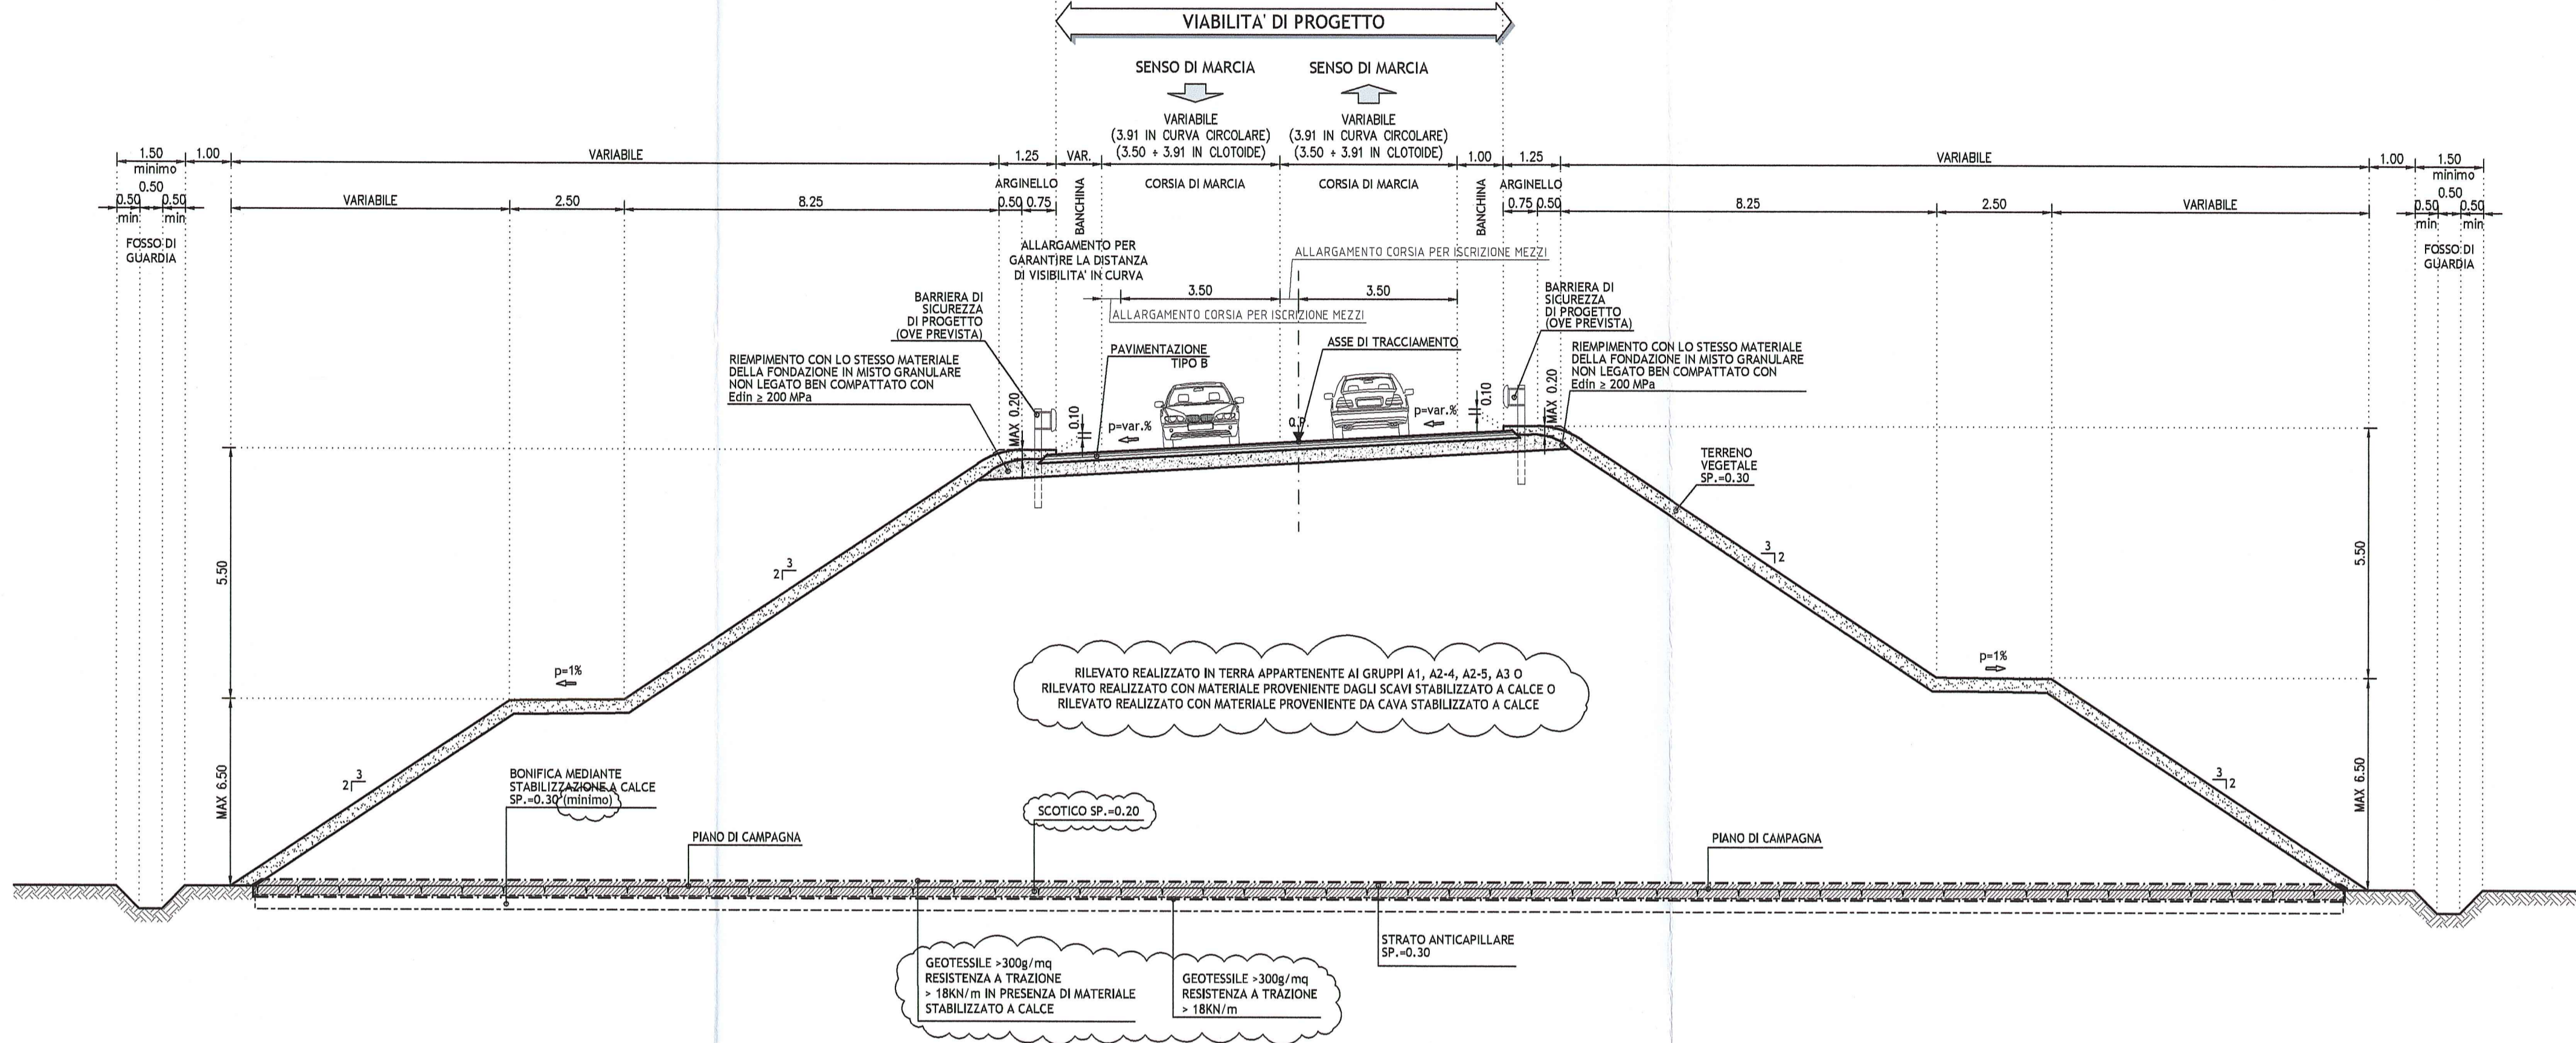 VIABILITA' DI PROGETTO
SENSO DI MARCIA
SENSO DI MARCIA
VARIABILE
(3.91 IN CURVA CIRCOLARE)
(3.50 ÷ 3.91 IN CLOTOIDE)
VARIABILE
(3.91 IN CURVA CIRCOLARE)
(3.50 ÷ 3.91 IN CLOTOIDE)
1.50
minimo
1.00
VARIABILE
1.25
VAR.
1.00
1.25
VARIABILE
1.00
1.50
minimo
ARGINELLO
BANCHINA
CORSIA DI MARCIA
CORSIA DI MARCIA
BANCHINA
ARGINELLO
0.50
0.50
min
0.50
min
VARIABILE
2.50
8.25
0.50
0.75
0.75
0.50
8.25
2.50
VARIABILE
0.50
0.50
min
0.50
min
FOSSO DI
GUARDIA
FOSSO DI
GUARDIA
ALLARGAMENTO PER
GARANTIRE LA DISTANZA
DI VISIBILITA' IN CURVA
ALLARGAMENTO CORSIA PER ISCRIZIONE MEZZI
3.50
3.50
ALLARGAMENTO CORSIA PER ISCRIZIONE MEZZI
BARRIERA DI
SICUREZZA
DI PROGETTO
(OVE PREVISTA)
BARRIERA DI
SICUREZZA
DI PROGETTO
(OVE PREVISTA)
RIEMPIMENTO CON LO STESSO MATERIALE
DELLA FONDAZIONE IN MISTO GRANULARE
NON LEGATO BEN COMPATTATO CON
Edin ≥ 200 MPa
PAVIMENTAZIONE
TIPO B
ASSE DI TRACCIAMENTO
RIEMPIMENTO CON LO STESSO MATERIALE
DELLA FONDAZIONE IN MISTO GRANULARE
NON LEGATO BEN COMPATTATO CON
Edin ≥ 200 MPa
MAX 0.20
0.10
p=var.%
p=var.%
0.10
MAX 0.20
TERRENO
VEGETALE
SP.=0.30
5.50
3
2
3
2
5.50
p=1%
p=1%
RILEVATO REALIZZATO IN TERRA APPARTENENTE AI GRUPPI A1, A2-4, A2-5, A3 O
RILEVATO REALIZZATO CON MATERIALE PROVENIENTE DAGLI SCAVI STABILIZZATO A CALCE O
RILEVATO REALIZZATO CON MATERIALE PROVENIENTE DA CAVA STABILIZZATO A CALCE
MAX 6.50
3
2
3
2
MAX 6.50
BONIFICA MEDIANTE
STABILIZZAZIONE A CALCE
SP.=0.30 (minimo)
SCOTICO SP.=0.20
PIANO DI CAMPAGNA
PIANO DI CAMPAGNA
GEOTESSILE >300g/mq
RESISTENZA A TRAZIONE
> 18KN/m IN PRESENZA DI MATERIALE
STABILIZZATO A CALCE
GEOTESSILE >300g/mq
RESISTENZA A TRAZIONE
> 18KN/m
STRATO ANTICAPILLARE
SP.=0.30